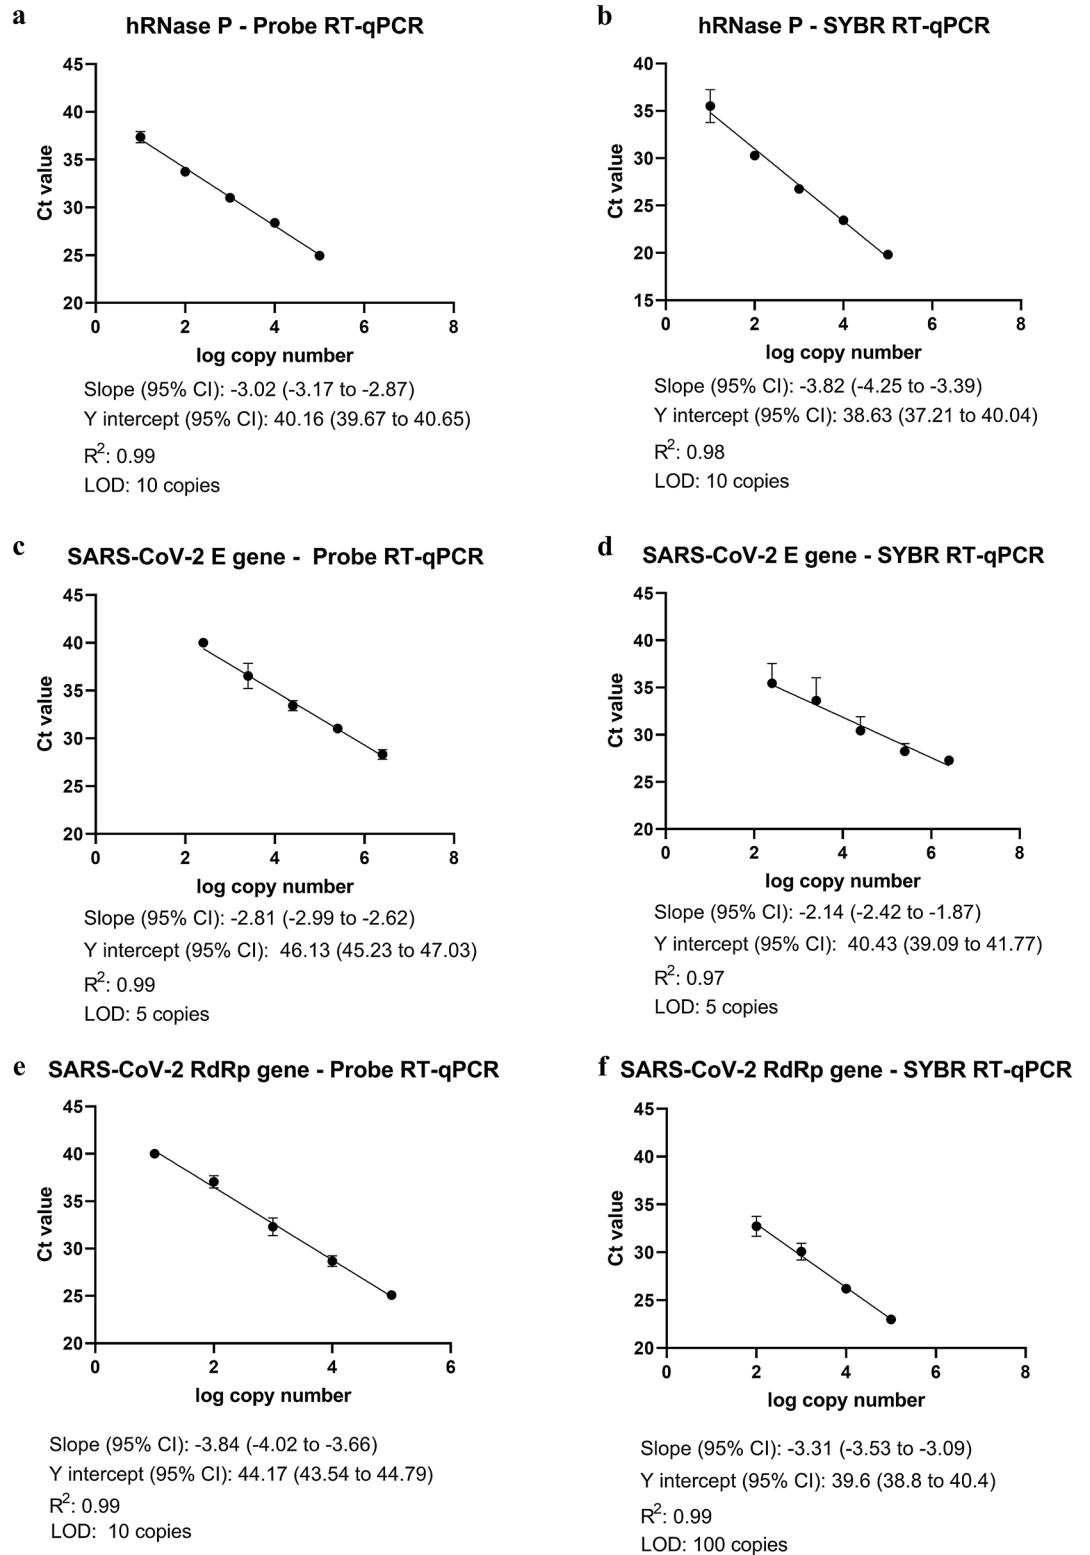 a
hRNase P - Probe RT-qPCR
45
40
35
30
25
20
Ct value
0
2
4
6
8
log copy number
Slope (95% CI): -3.02 (-3.17 to -2.87)
Y intercept (95% CI): 40.16 (39.67 to 40.65)
R²: 0.99
LOD: 10 copies
b
hRNase P - SYBR RT-qPCR
40
35
30
25
20
15
Ct value
0
2
4
6
8
log copy number
Slope (95% CI): -3.82 (-4.25 to -3.39)
Y intercept (95% CI): 38.63 (37.21 to 40.04)
R²: 0.98
LOD: 10 copies
c
SARS-CoV-2 E gene - Probe RT-qPCR
45
40
35
30
25
20
Ct value
0
2
4
6
8
log copy number
Slope (95% CI): -2.81 (-2.99 to -2.62)
Y intercept (95% CI): 46.13 (45.23 to 47.03)
R²: 0.99
LOD: 5 copies
d
SARS-CoV-2 E gene - SYBR RT-qPCR
45
40
35
30
25
20
Ct value
0
2
4
6
8
log copy number
Slope (95% CI): -2.14 (-2.42 to -1.87)
Y intercept (95% CI): 40.43 (39.09 to 41.77)
R²: 0.97
LOD: 5 copies
e
SARS-CoV-2 RdRp gene - Probe RT-qPCR
45
40
35
30
25
20
Ct value
0
2
4
6
log copy number
Slope (95% CI): -3.84 (-4.02 to -3.66)
Y intercept (95% CI): 44.17 (43.54 to 44.79)
R²: 0.99
LOD: 10 copies
f
SARS-CoV-2 RdRp gene - SYBR RT-qPCR
45
40
35
30
25
20
Ct value
0
2
4
6
8
log copy number
Slope (95% CI): -3.31 (-3.53 to -3.09)
Y intercept (95% CI): 39.6 (38.8 to 40.4)
R²: 0.99
LOD: 100 copies